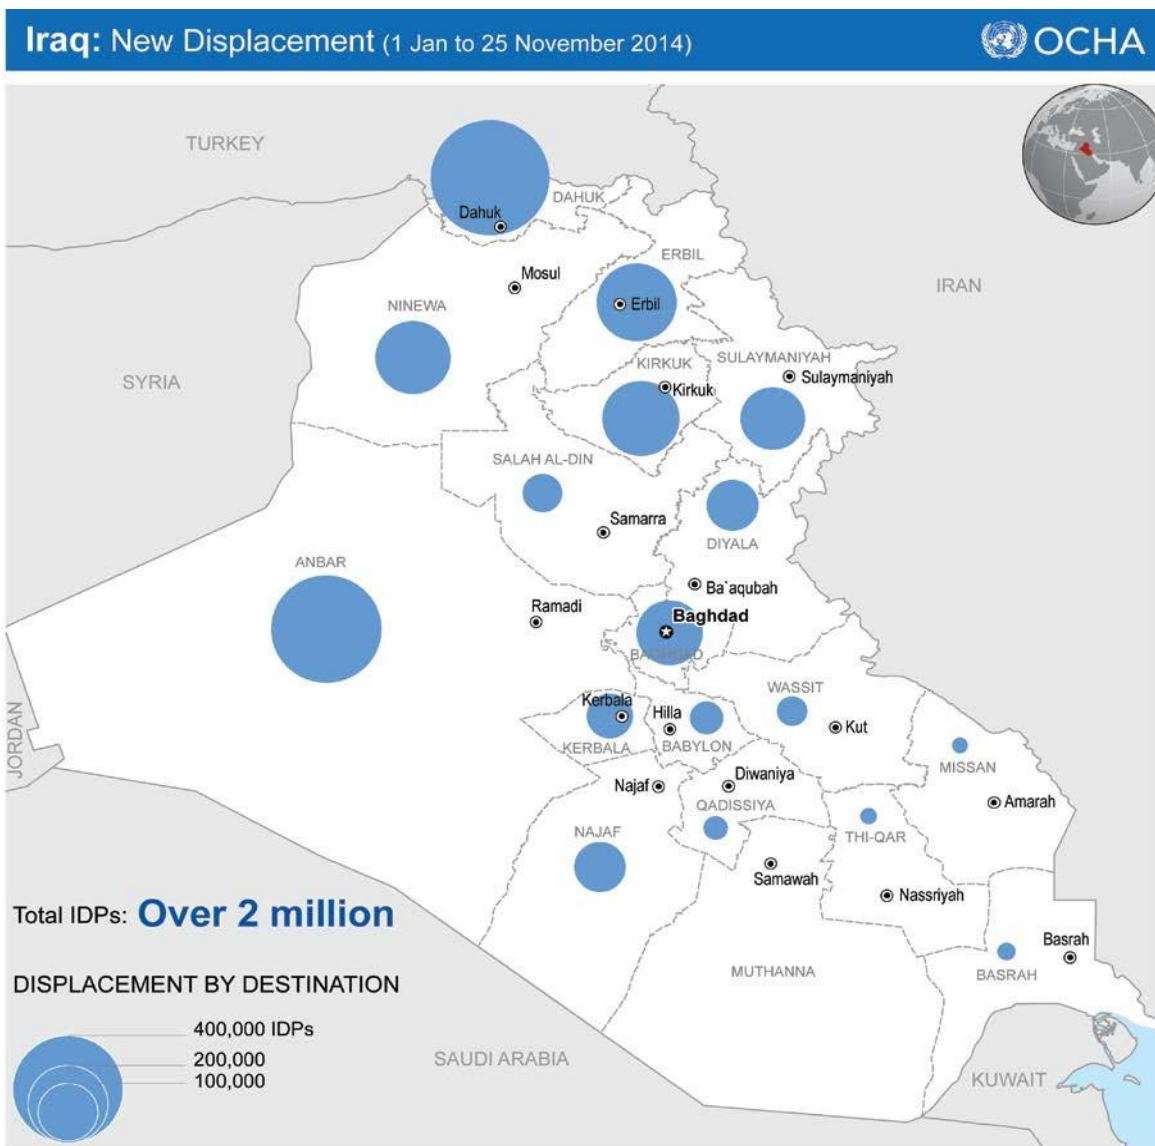 Iraq: New Displacement (1 Jan to 25 November 2014)
OCHA
TURKEY
DAHUK
Dahuk
ERBIL
Mosul
IRAN
NINEWA
Erbil
SULAYMANIYAH
KIRKUK
SYRIA
Sulaymaniyah
Kirkuk
SALAH AL-DIN
Samarra
DIYALA
ANBAR
Ba`aqubah
Ramadi
Baghdad
BAGHDAD
WASSIT
Kerbala
Hilla
Kut
JORDAN
KERBALA
BABYLON
MISSAN
Najaf
Diwaniya
Amarah
QADISSIYA
NAJAF
THI-QAR
Samawah
Nassriyah
Total IDPs: Over 2 million
Basrah
MUTHANNA
BASRAH
DISPLACEMENT BY DESTINATION
400,000 IDPs
200,000
100,000
SAUDI ARABIA
KUWAIT